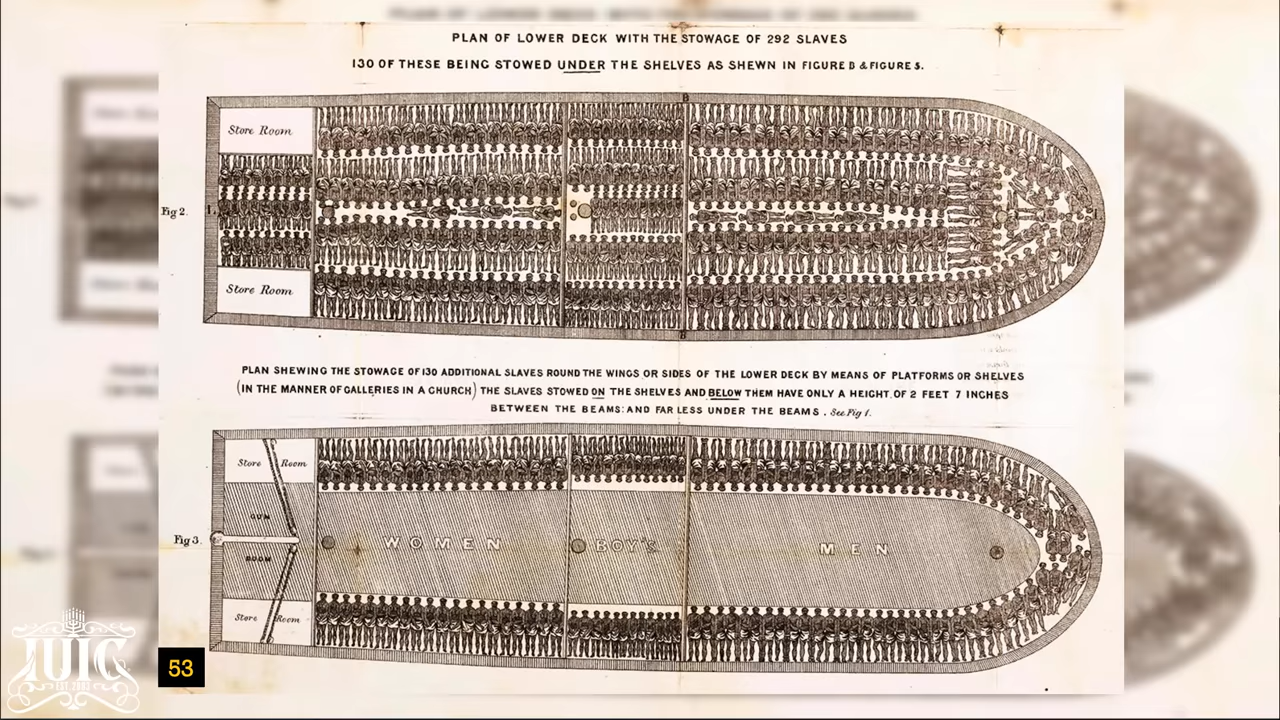 PLAN OF LOWER DECK WITH THE STOWAGE OF 292 SLAVES
130 OF THESE BEING STOWED UNDER THE SHELVES AS SHEWN IN FIGURE B & FIGURE 5.
Store Room
Fig 2.
Store Room
B
B
PLAN SHEWING THE STOWAGE OF 130 ADDITIONAL SLAVES ROUND THE WINGS OR SIDES OF THE LOWER DECK BY MEANS OF PLATFORMS OR SHELVES
(IN THE MANNER OF GALLERIES IN A CHURCH) THE SLAVES STOWED ON THE SHELVES AND BELOW THEM HAVE ONLY A HEIGHT OF 2 FEET 7 INCHES
BETWEEN THE BEAMS: AND FAR LESS UNDER THE BEAMS. See Fig 1.
Store Room
GUN
Fig 3.
ROOM
WOMEN
BOYS
MEN
Store Room
53
IUIC
EST. 2003